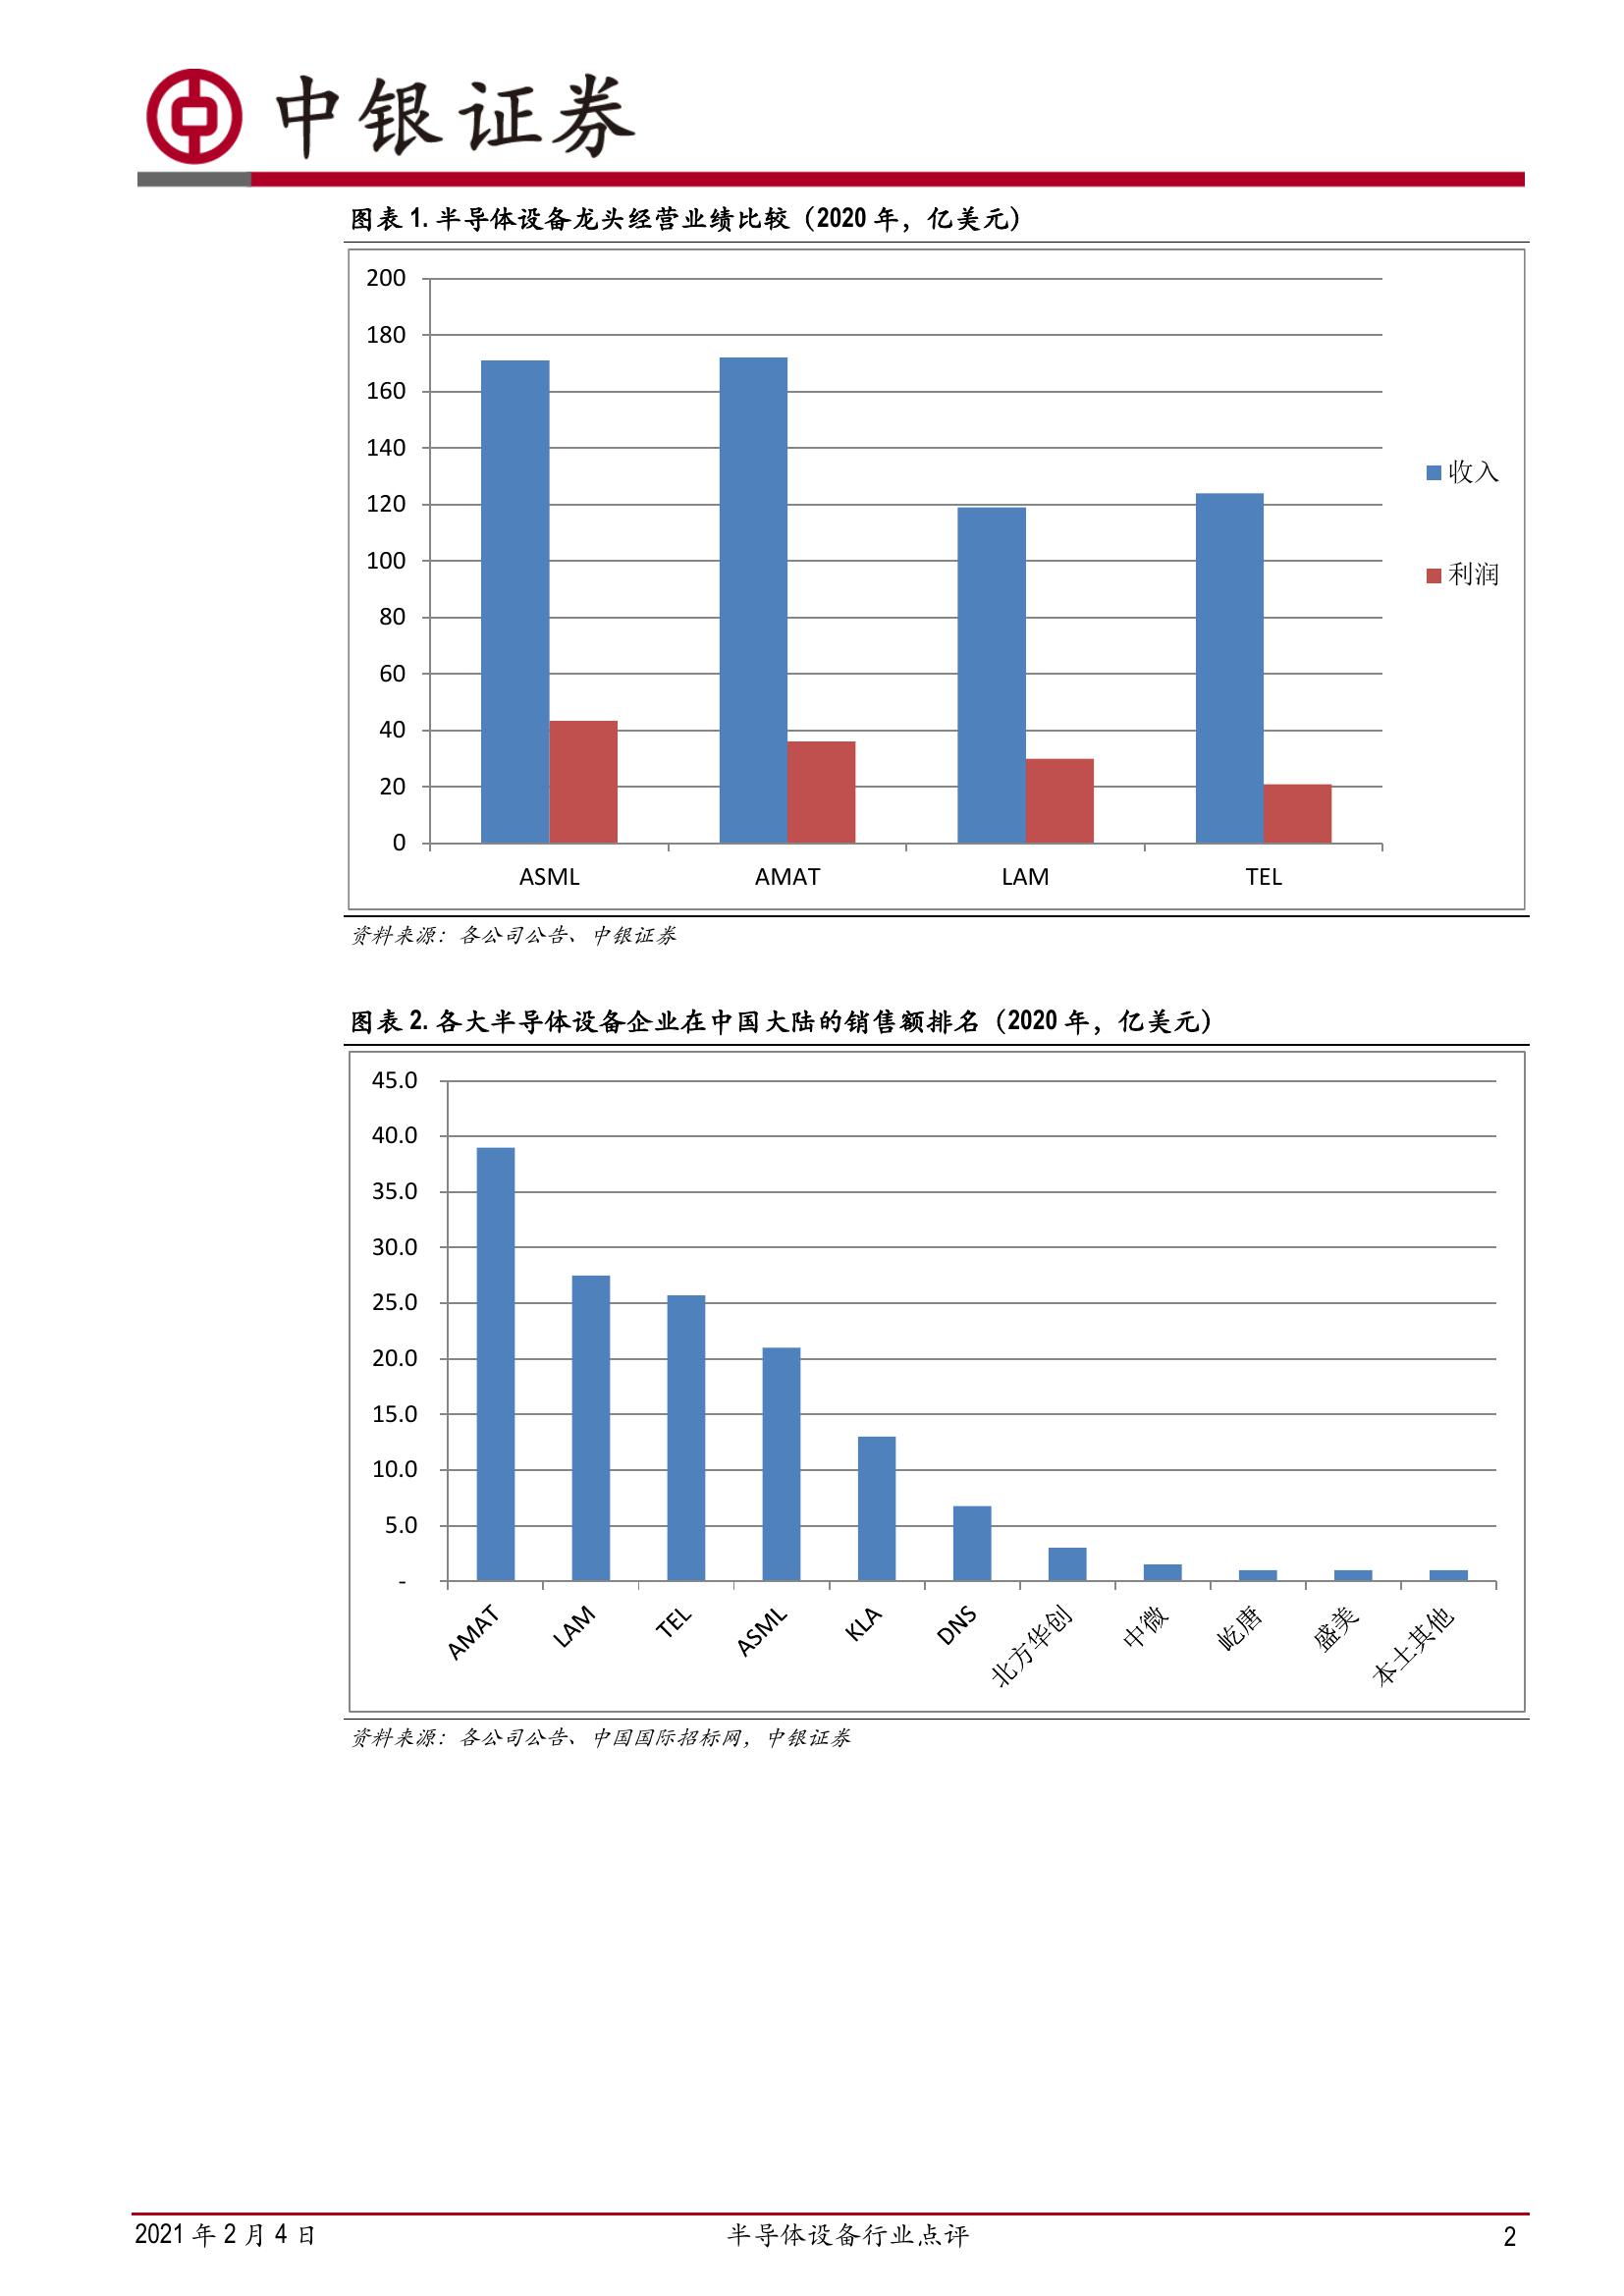 中银证券
图表 1. 半导体设备龙头经营业绩比较（2020 年，亿美元）
200
180
160
140
120
100
80
60
40
20
0
ASML AMAT LAM TEL
收入
利润
资料来源：各公司公告、中银证券
图表 2. 各大半导体设备企业在中国大陆的销售额排名（2020 年，亿美元）
45.0
40.0
35.0
30.0
25.0
20.0
15.0
10.0
5.0
-
AMAT LAM TEL ASML KLA DNS 北方华创 中微 屹唐 盛美 本土其他
资料来源：各公司公告、中国国际招标网，中银证券
2021 年 2 月 4 日 半导体设备行业点评 2